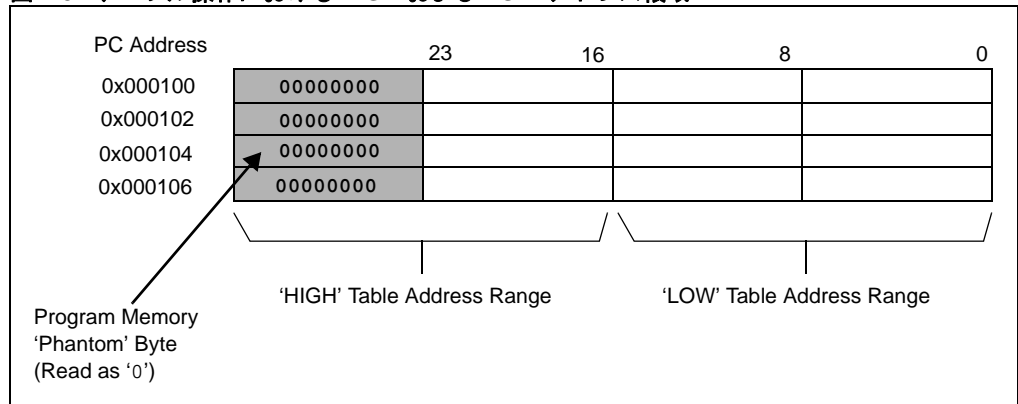 PC Address
23 16 8 0
0x000100 00000000
0x000102 00000000
0x000104 00000000
0x000106 00000000
'HIGH' Table Address Range 'LOW' Table Address Range
Program Memory
'Phantom' Byte
(Read as '0')